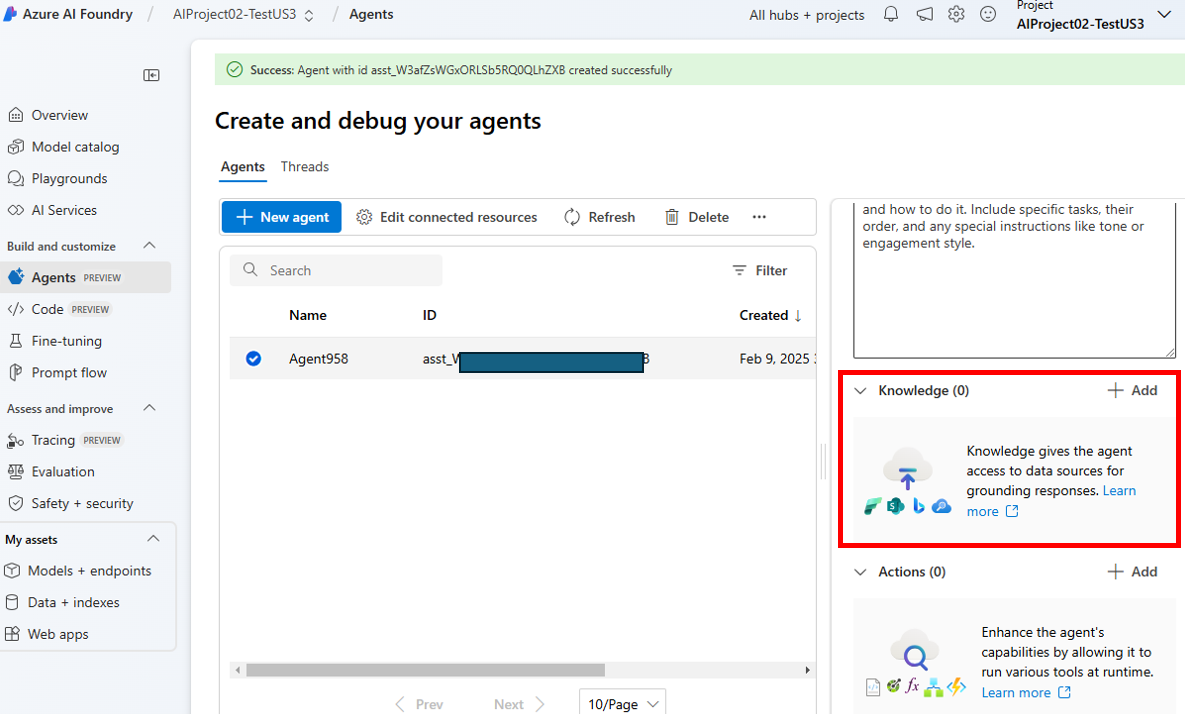 Azure AI Foundry / AIProject02-TestUS3 / Agents
All hubs + projects
Project
AIProject02-TestUS3
Success: Agent with id asst_W3afZsWGxORLSb5RQ0QLhZXB created successfully
Overview
Model catalog
Playgrounds
AI Services
Build and customize
Agents PREVIEW
Code PREVIEW
Fine-tuning
Prompt flow
Assess and improve
Tracing PREVIEW
Evaluation
Safety + security
My assets
Models + endpoints
Data + indexes
Web apps
Create and debug your agents
Agents Threads
New agent Edit connected resources Refresh Delete ...
Search
Filter
Name ID Created ↓
Agent958 asst_W B Feb 9, 2025
Prev Next 10/Page
and how to do it. Include specific tasks, their
order, and any special instructions like tone or
engagement style.
Knowledge (0) + Add
Knowledge gives the agent
access to data sources for
grounding responses. Learn
more
Actions (0) + Add
Enhance the agent's
capabilities by allowing it to
run various tools at runtime.
Learn more